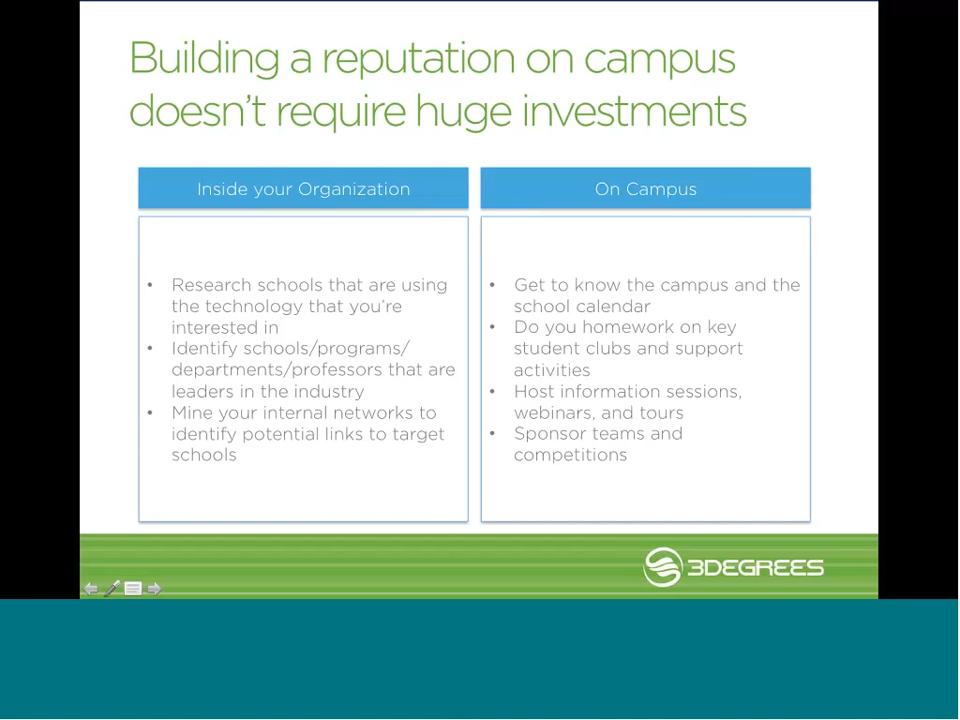 Building a reputation on campus
doesn't require huge investments
Inside your Organization
• Research schools that are using
the technology that you're
interested in
• Identify schools/programs/
departments/professors that are
leaders in the industry
• Mine your internal networks to
identify potential links to target
schools
On Campus
• Get to know the campus and the
school calendar
• Do you homework on key
student clubs and support
activities
• Host information sessions,
webinars, and tours
• Sponsor teams and
competitions
3DEGREES